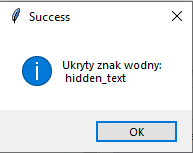 Success
Ukryty znak wodny:
hidden_text
OK